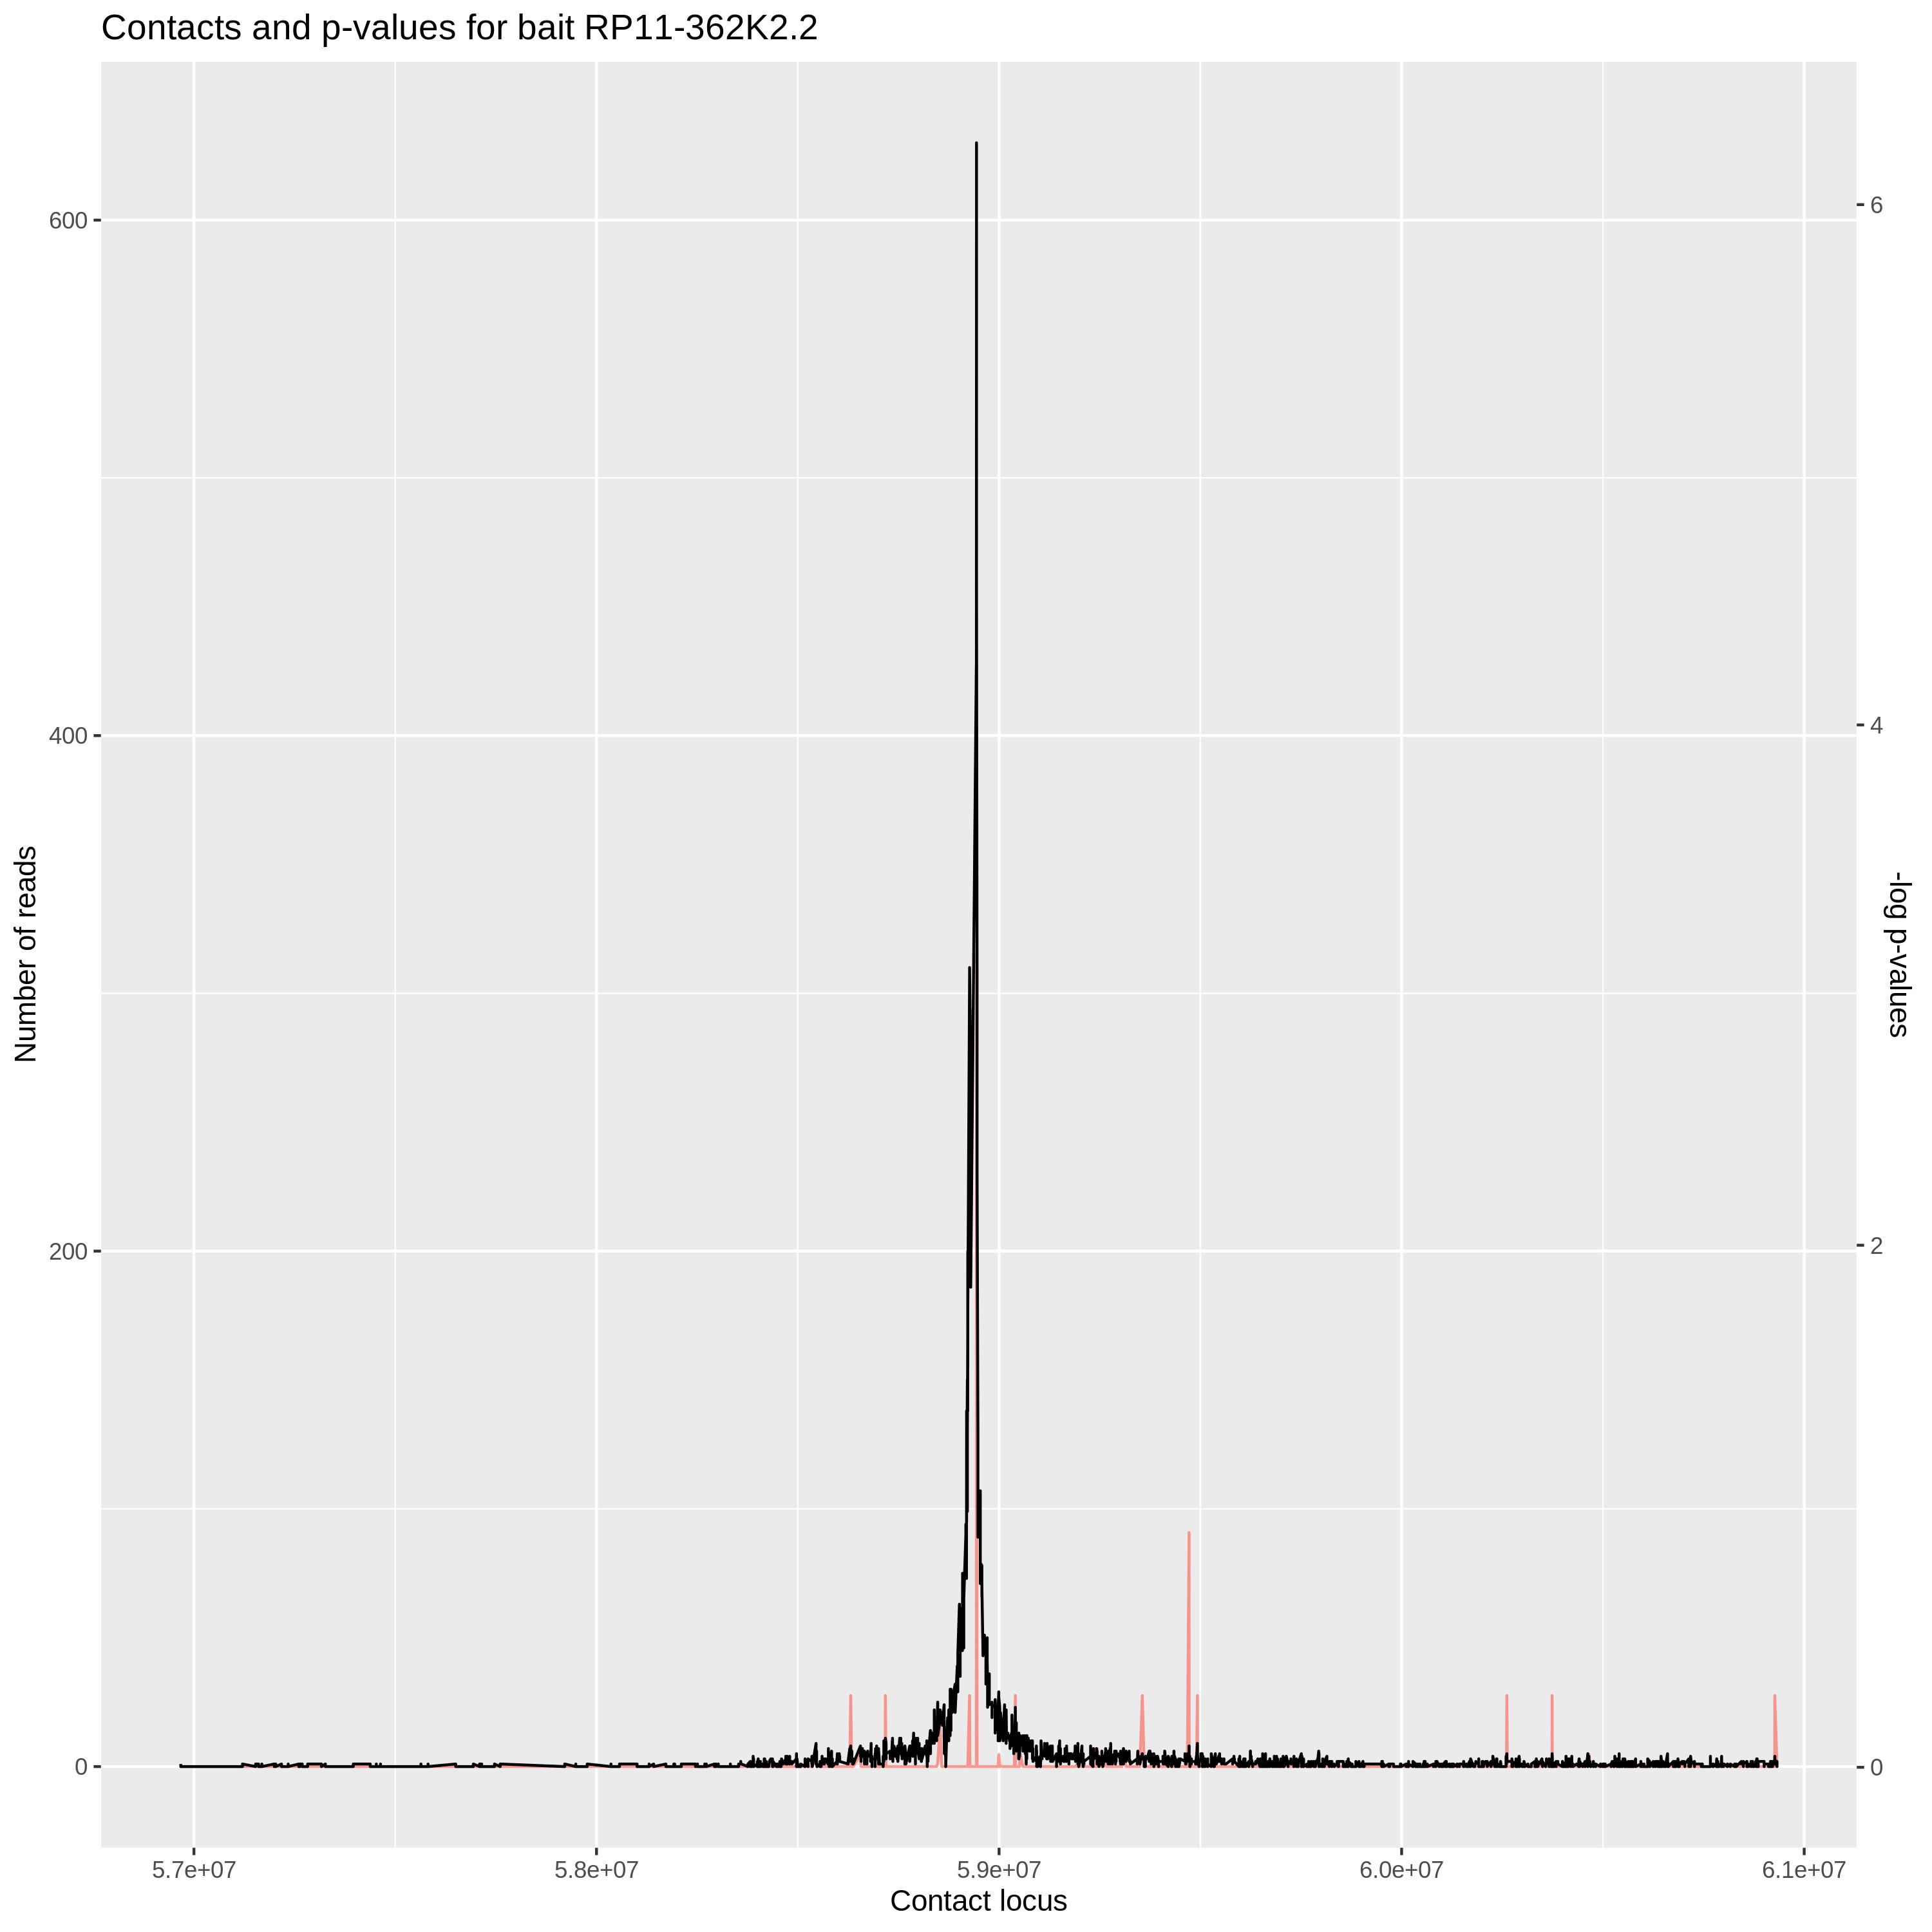 Contacts and p-values for bait RP11-362K2.2
600
400
200
0
Number of reads
6
4
2
0
-log p-values
5.7e+07
5.8e+07
5.9e+07
6.0e+07
6.1e+07
Contact locus